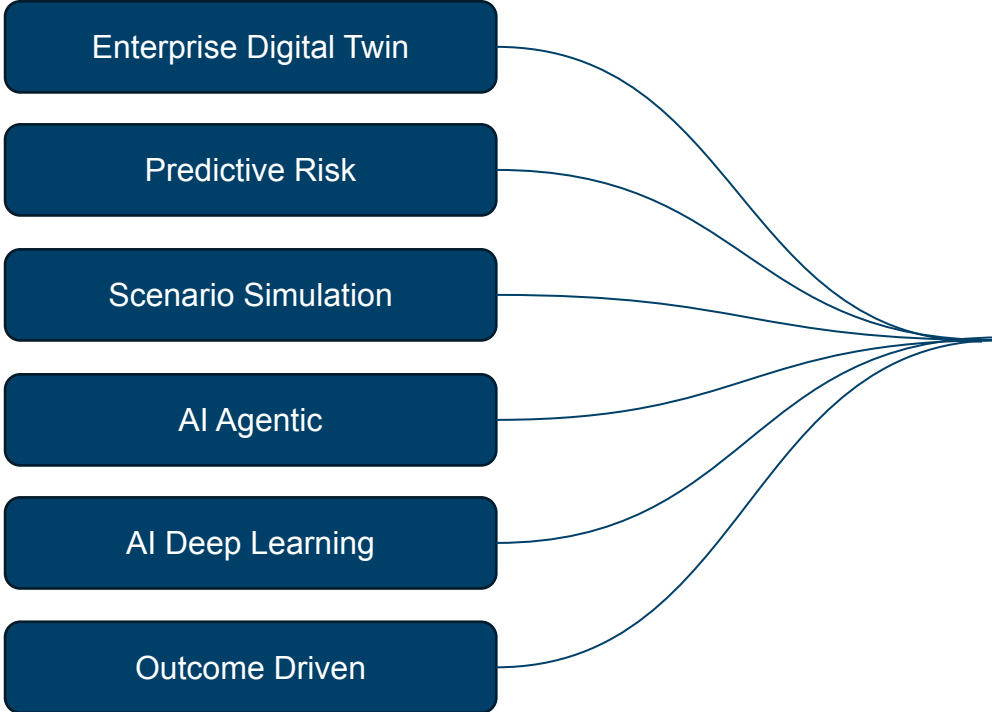 Enterprise Digital Twin
Predictive Risk
Scenario Simulation
AI Agentic
AI Deep Learning
Outcome Driven